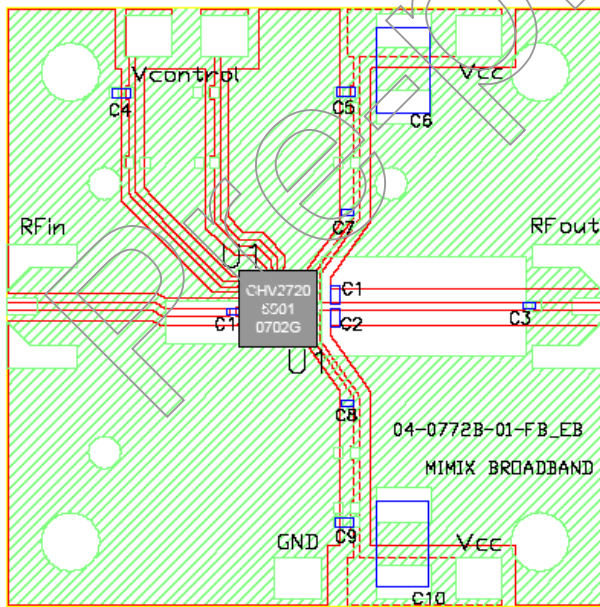 Vcontrol
Vcc
C4
C5
C6
C7
RFin
RFout
U1
CHV2720
0702G
C1
C1
C2
C3
U1
C8
04-0772B-01-FB_EB
MIMIX BROADBAND
C9
GND
Vcc
C10